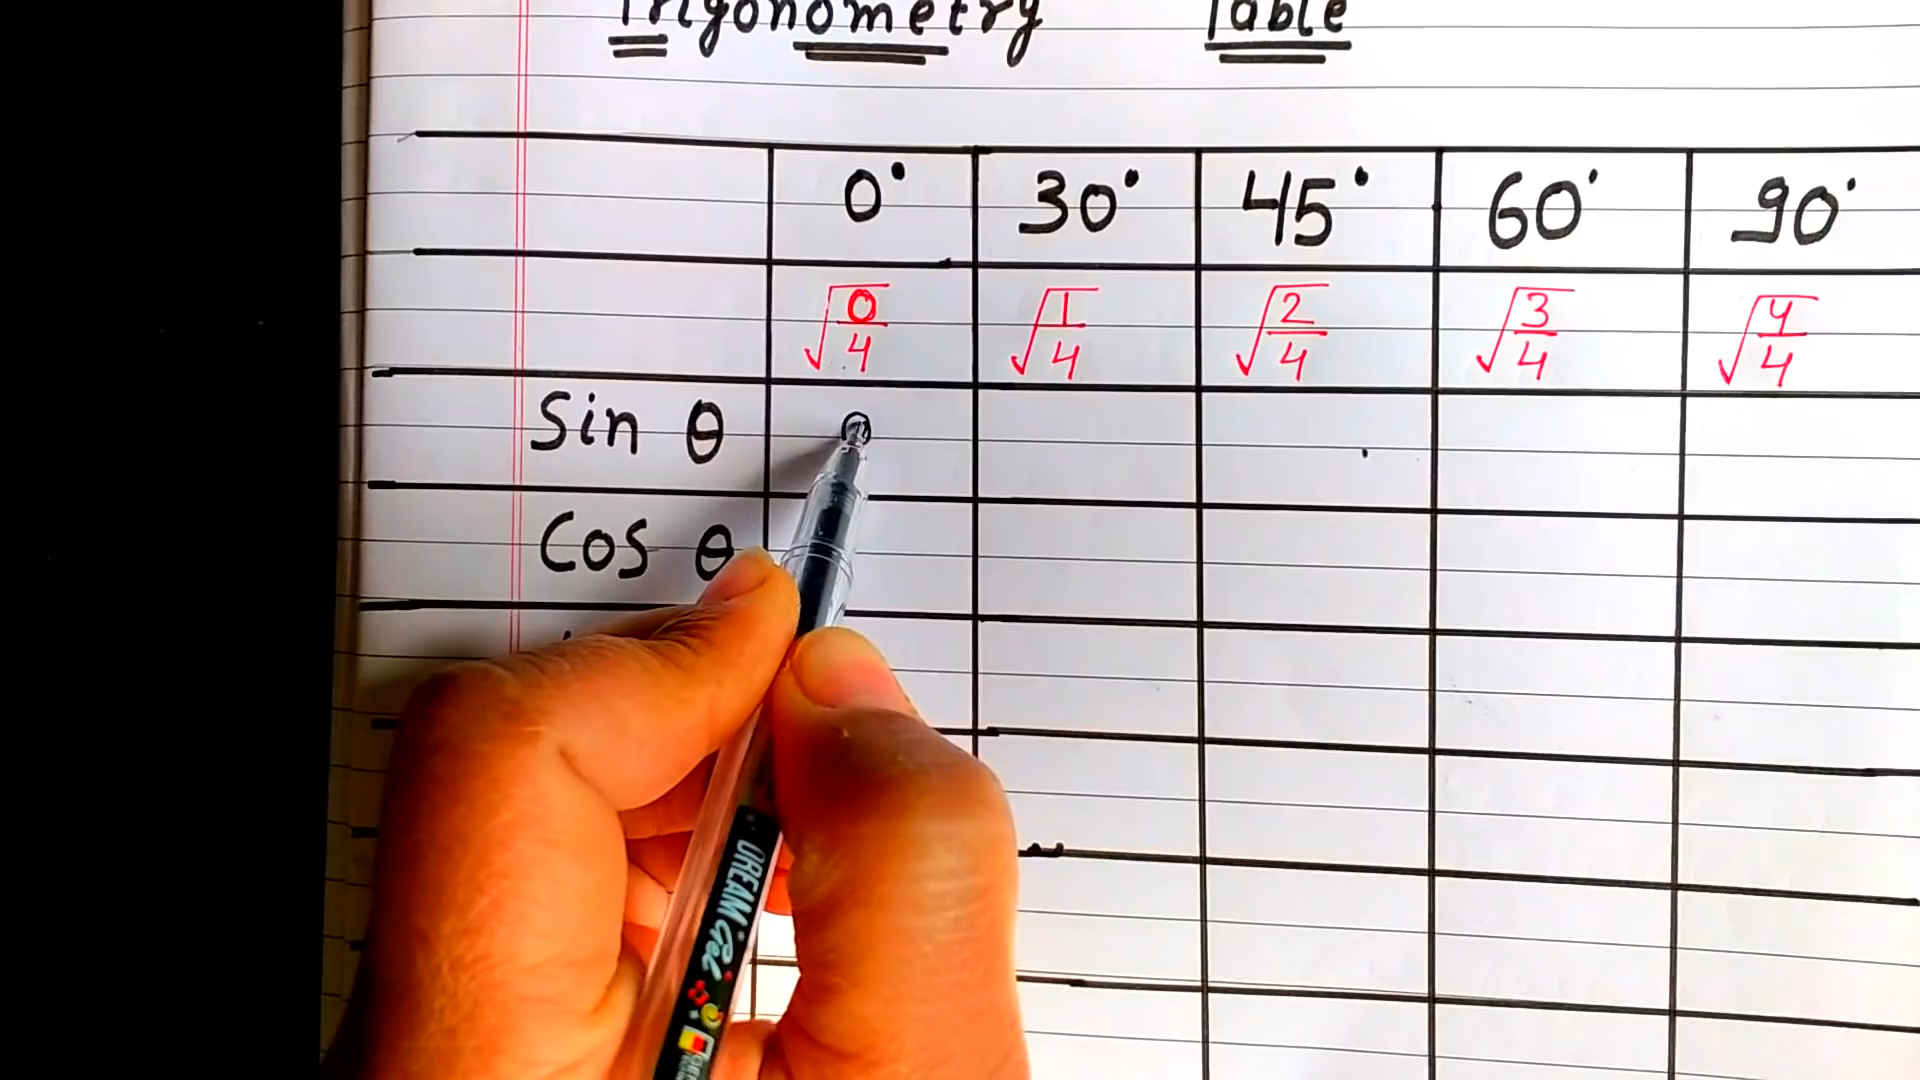 Trigonometry Table
0° 30° 45° 60° 90°
√0/4 √1/4 √2/4 √3/4 √4/4
Sin θ 0
Cos θ
DREAM Gel